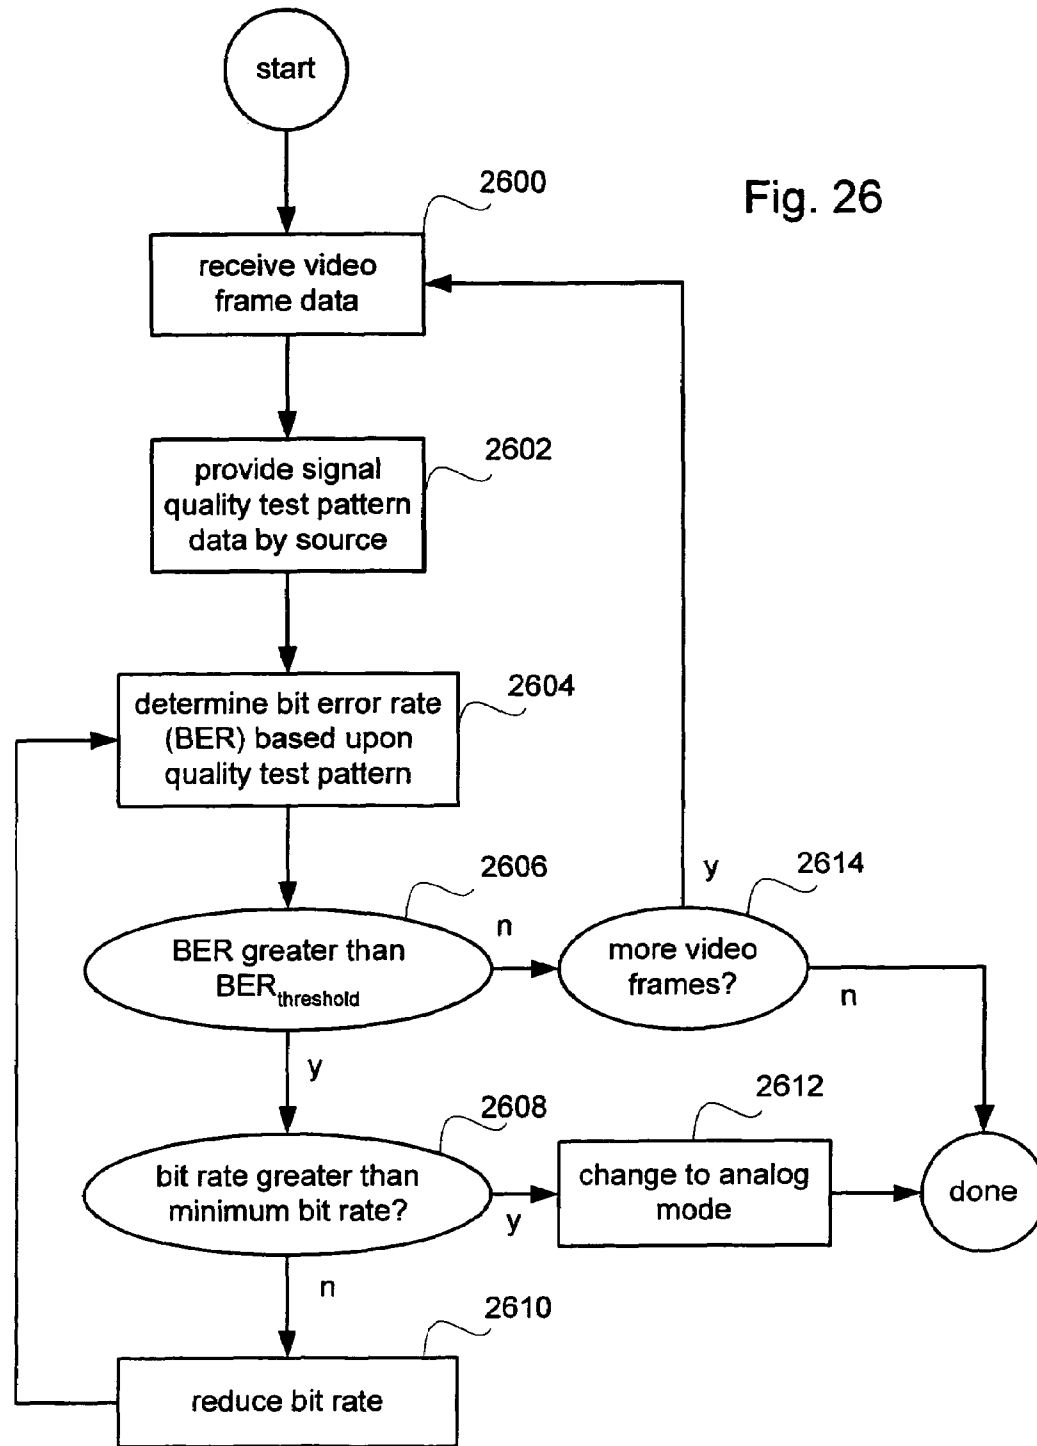 start
2600
Fig. 26
receive video
frame data
2602
provide signal
quality test pattern
data by source
2604
determine bit error rate
(BER) based upon
quality test pattern
2606
y
2614
BER greater than
BERthreshold
n
more video
frames?
n
y
2608
2612
bit rate greater than
minimum bit rate?
y
change to analog
mode
done
n
2610
reduce bit rate